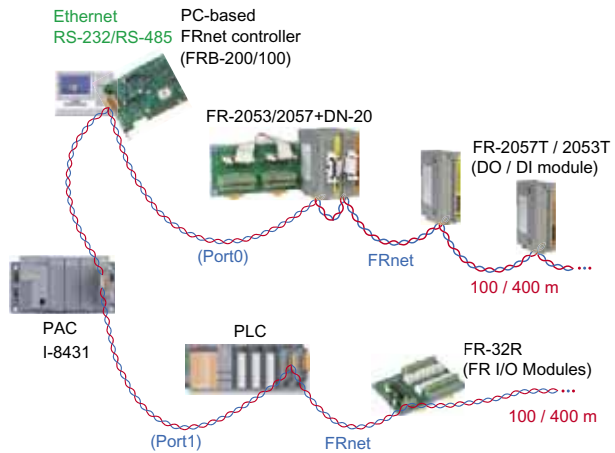 Ethernet
RS-232/RS-485
PC-based
FRnet controller
(FRB-200/100)
FR-2053/2057+DN-20
FR-2057T / 2053T
(DO / DI module)
(Port0)
FRnet
100 / 400 m
PAC
I-8431
PLC
FR-32R
(FR I/O Modules)
(Port1)
FRnet
100 / 400 m